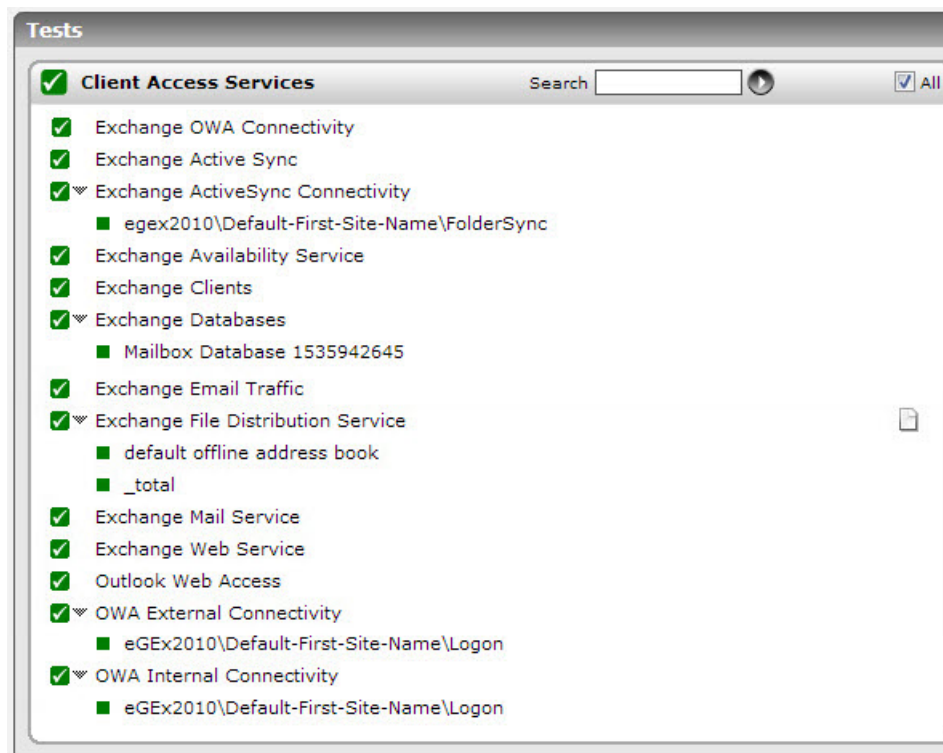 Tests
Client Access Services Search All
Exchange OWA Connectivity
Exchange Active Sync
Exchange ActiveSync Connectivity
egex2010\Default-First-Site-Name\FolderSync
Exchange Availability Service
Exchange Clients
Exchange Databases
Mailbox Database 1535942645
Exchange Email Traffic
Exchange File Distribution Service
default offline address book
_total
Exchange Mail Service
Exchange Web Service
Outlook Web Access
OWA External Connectivity
eGEx2010\Default-First-Site-Name\Logon
OWA Internal Connectivity
eGEx2010\Default-First-Site-Name\Logon